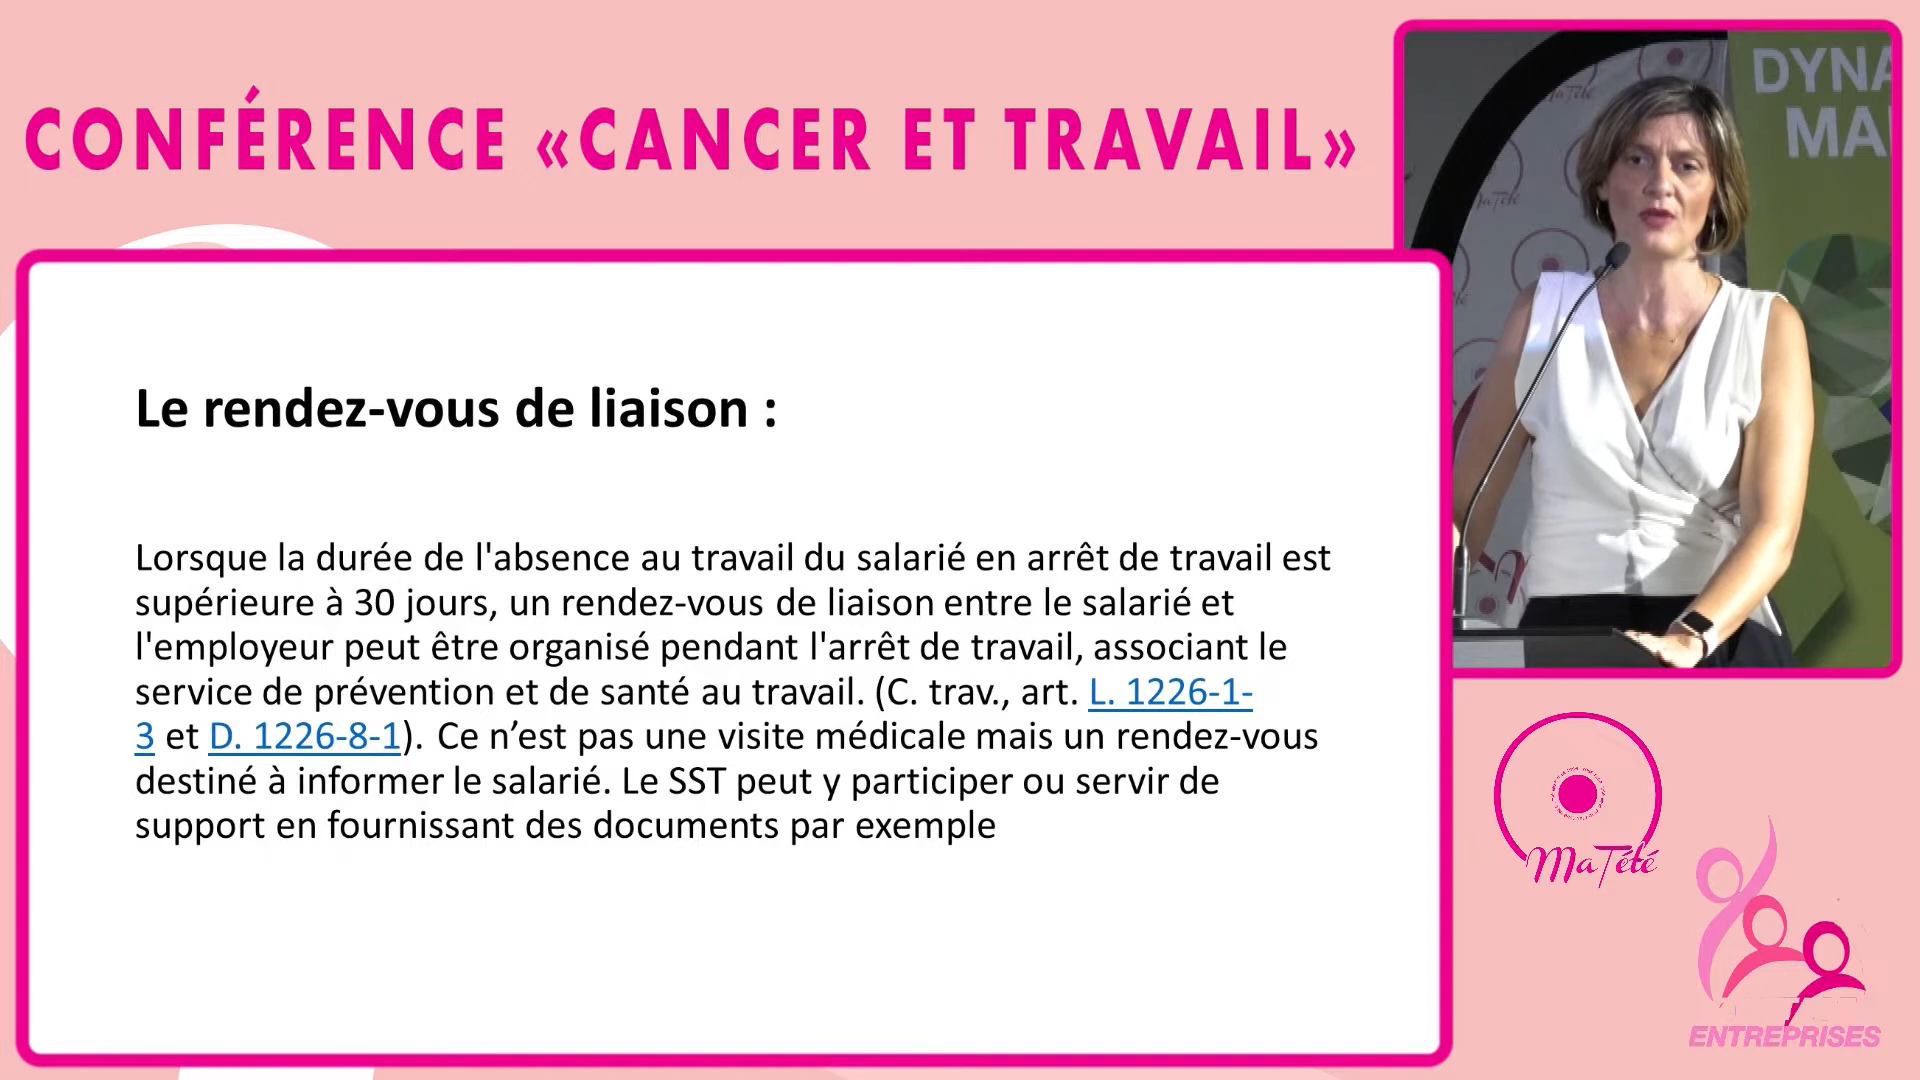 CONFÉRENCE «CANCER ET TRAVAIL»
DYNA
MA
Le rendez-vous de liaison :
Lorsque la durée de l'absence au travail du salarié en arrêt de travail est
supérieure à 30 jours, un rendez-vous de liaison entre le salarié et
l'employeur peut être organisé pendant l'arrêt de travail, associant le
service de prévention et de santé au travail. (C. trav., art. L. 1226-1-
3 et D. 1226-8-1). Ce n’est pas une visite médicale mais un rendez-vous
destiné à informer le salarié. Le SST peut y participer ou servir de
support en fournissant des documents par exemple
MaTété
ENTREPRISES